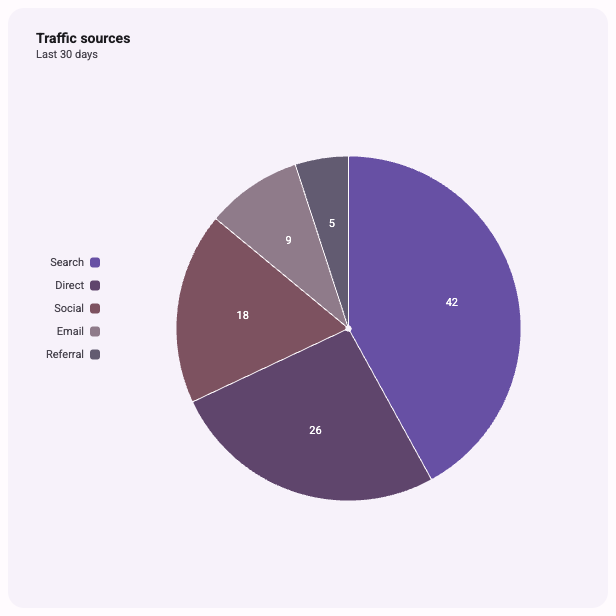 Traffic sources
Last 30 days
Search
Direct
Social
Email
Referral
5
9
42
18
26